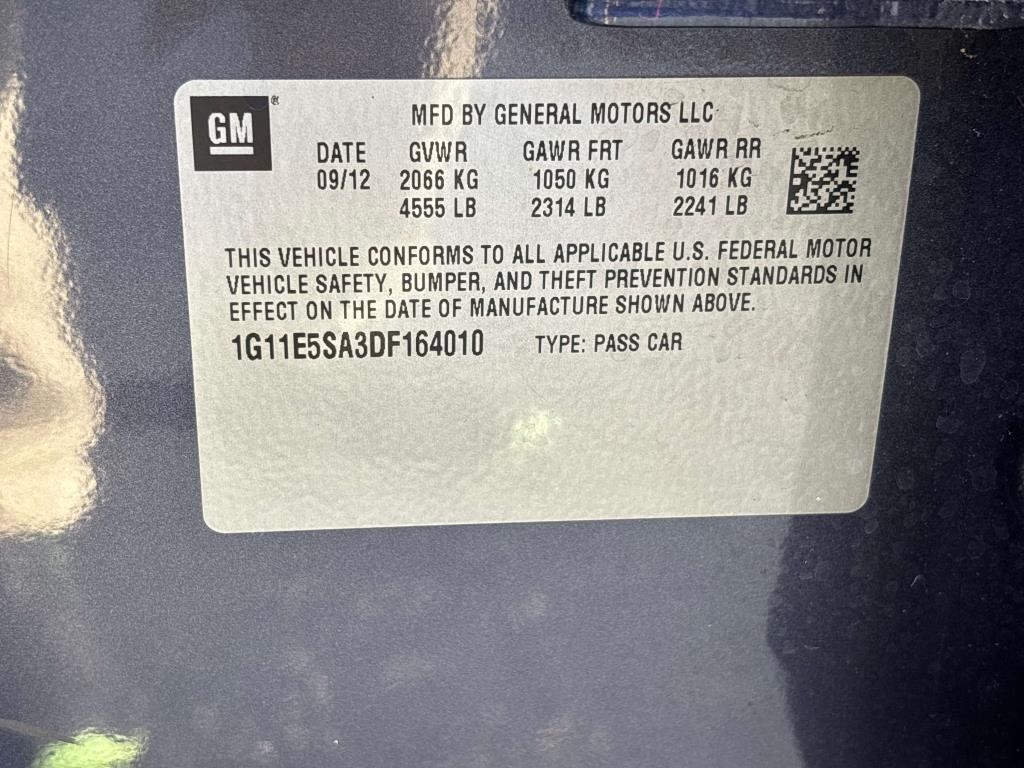 GM®
MFD BY GENERAL MOTORS LLC
DATE GVWR GAWR FRT GAWR RR
09/12 2066 KG 1050 KG 1016 KG
4555 LB 2314 LB 2241 LB
THIS VEHICLE CONFORMS TO ALL APPLICABLE U.S. FEDERAL MOTOR
VEHICLE SAFETY, BUMPER, AND THEFT PREVENTION STANDARDS IN
EFFECT ON THE DATE OF MANUFACTURE SHOWN ABOVE.
1G11E5SA3DF164010 TYPE: PASS CAR